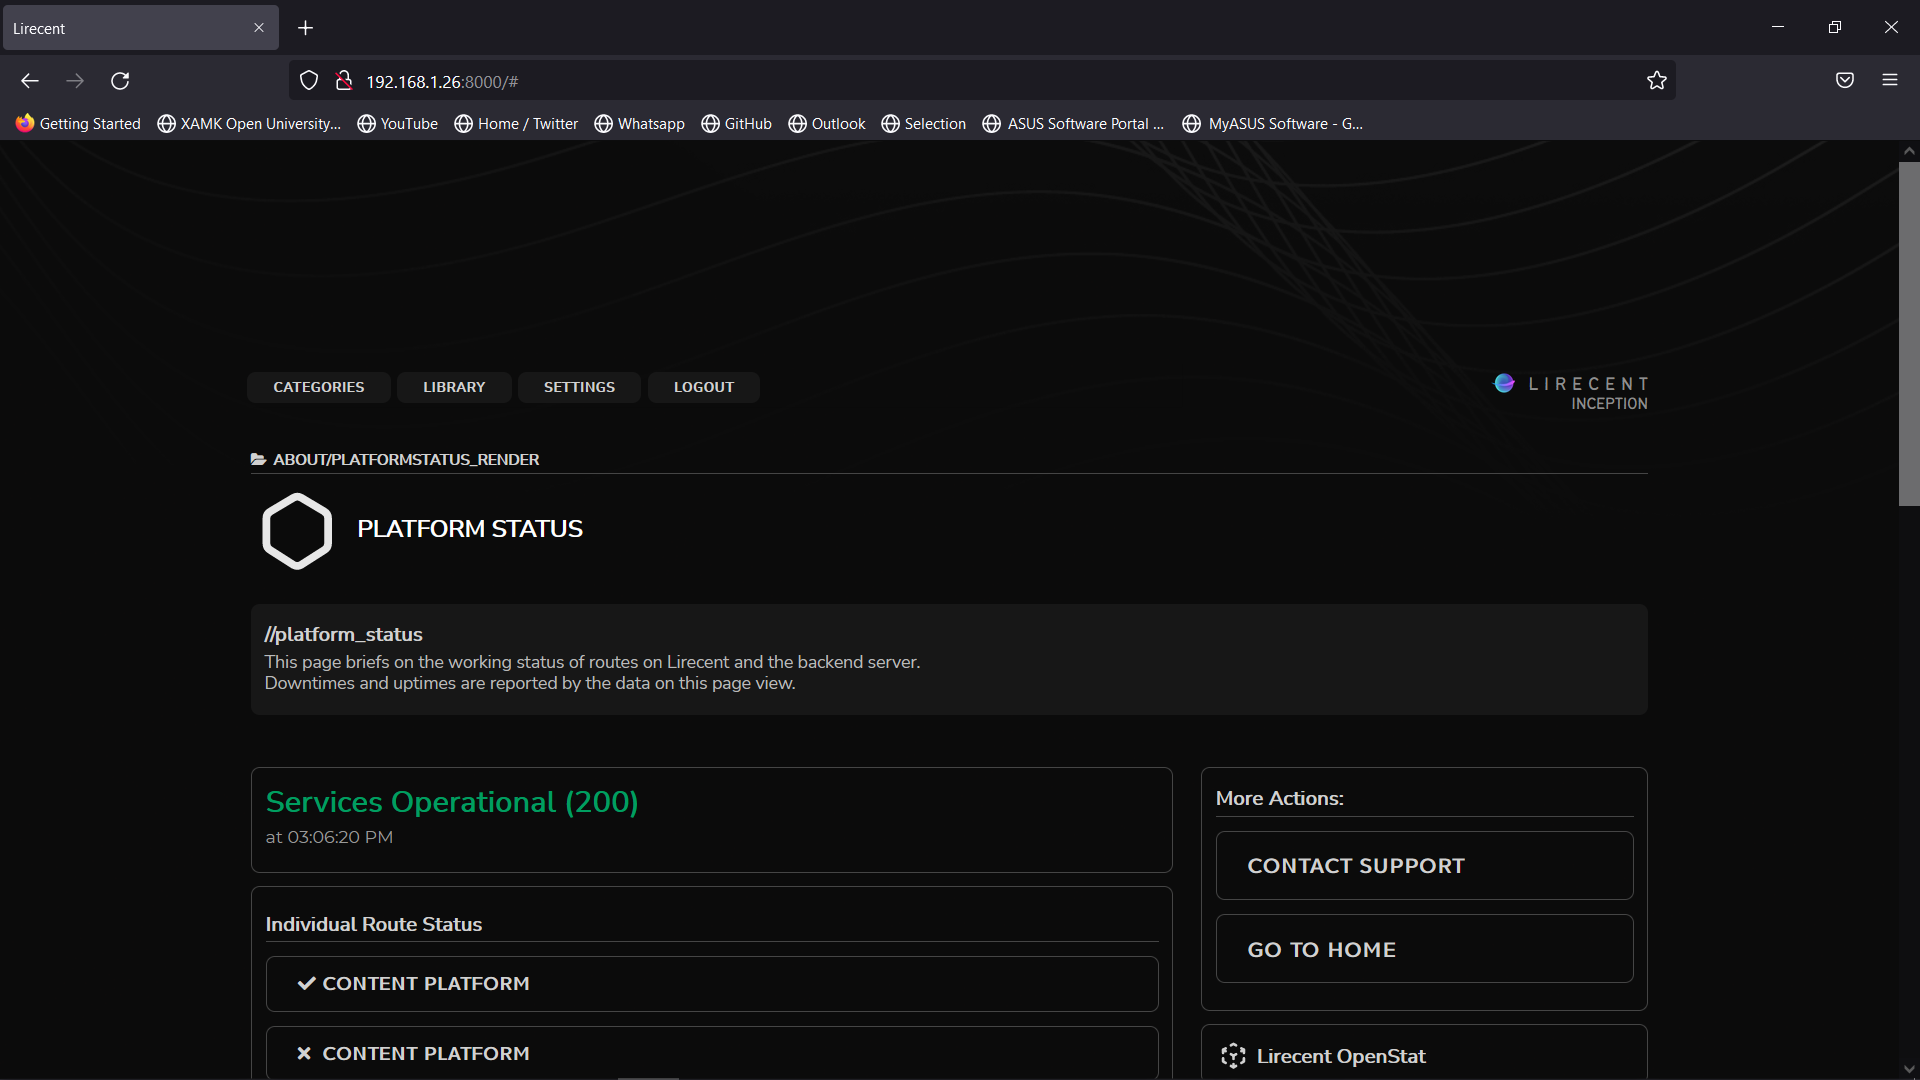 Lirecent
192.168.1.26:8000/#
Getting Started XAMK Open University... YouTube Home / Twitter Whatsapp GitHub Outlook Selection ASUS Software Portal ... MyASUS Software - G...
CATEGORIES LIBRARY SETTINGS LOGOUT
LIRECENT
INCEPTION
ABOUT/PLATFORMSTATUS_RENDER
PLATFORM STATUS
//platform_status
This page briefs on the working status of routes on Lirecent and the backend server.
Downtimes and uptimes are reported by the data on this page view.
Services Operational (200)
at 03:06:20 PM
Individual Route Status
CONTENT PLATFORM
CONTENT PLATFORM
More Actions:
CONTACT SUPPORT
GO TO HOME
Lirecent OpenStat